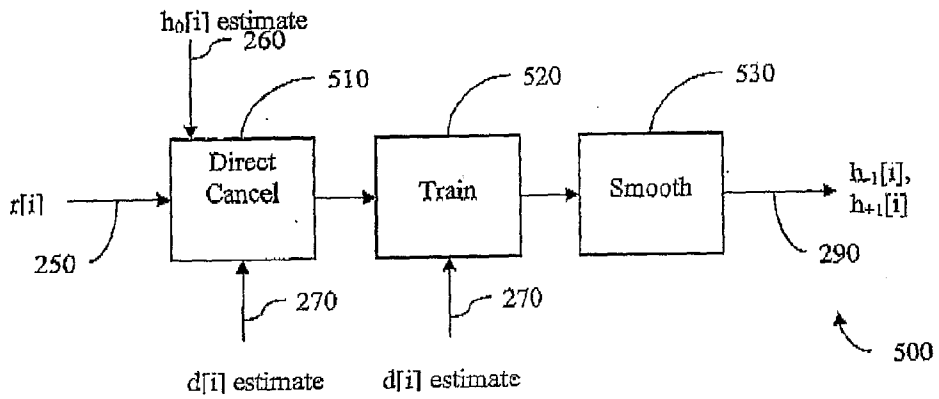 h₀[i] estimate
260
510
520
530
Direct
Cancel
Train
Smooth
r[i]
h₋₁[i],
h₊₁[i]
250
290
270
270
500
d[i] estimate
d[i] estimate